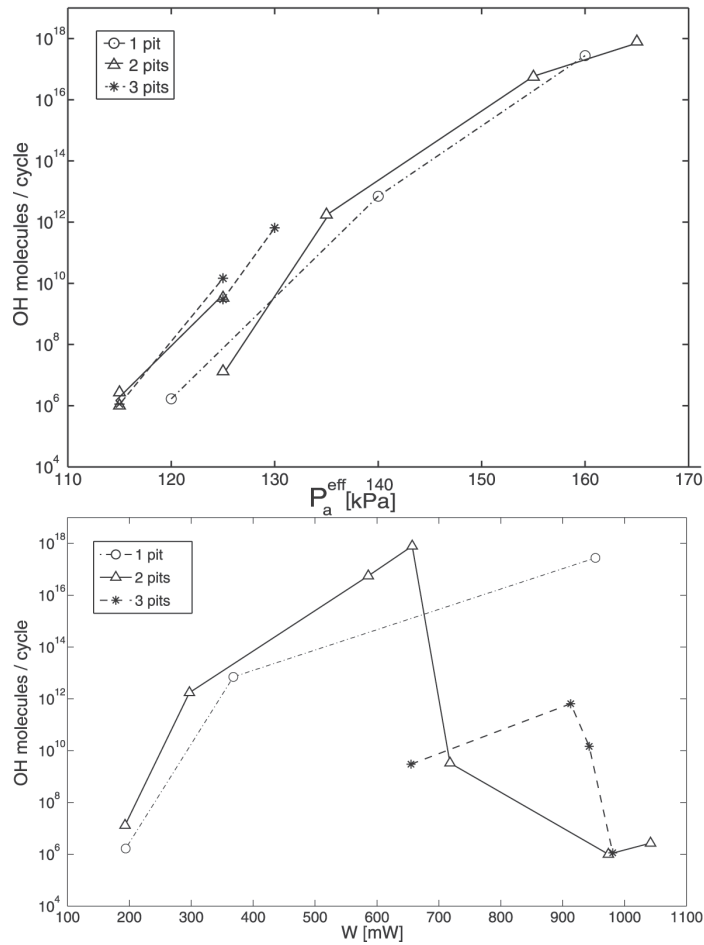 10^18
10^16
10^14
10^12
10^10
10^8
10^6
10^4
OH molecules / cycle
1 pit
2 pits
3 pits
110 120 130 140 150 160 170
P_a^eff [kPa]
10^18
10^16
10^14
10^12
10^10
10^8
10^6
10^4
OH molecules / cycle
1 pit
2 pits
3 pits
100 200 300 400 500 600 700 800 900 1000 1100
W [mW]